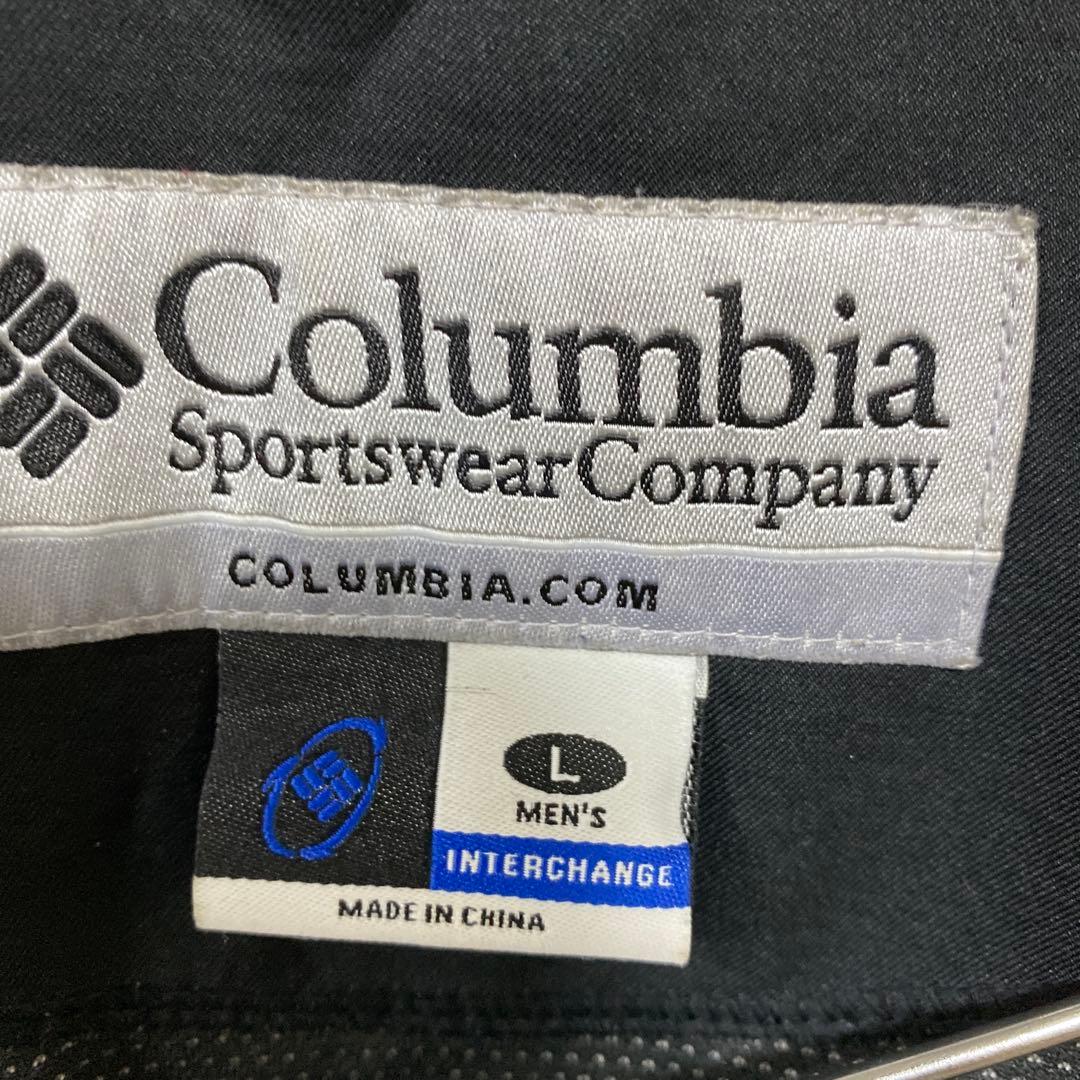 Columbia
SportswearCompany
COLUMBIA.COM
L
MEN'S
INTERCHANGE
MADE IN CHINA